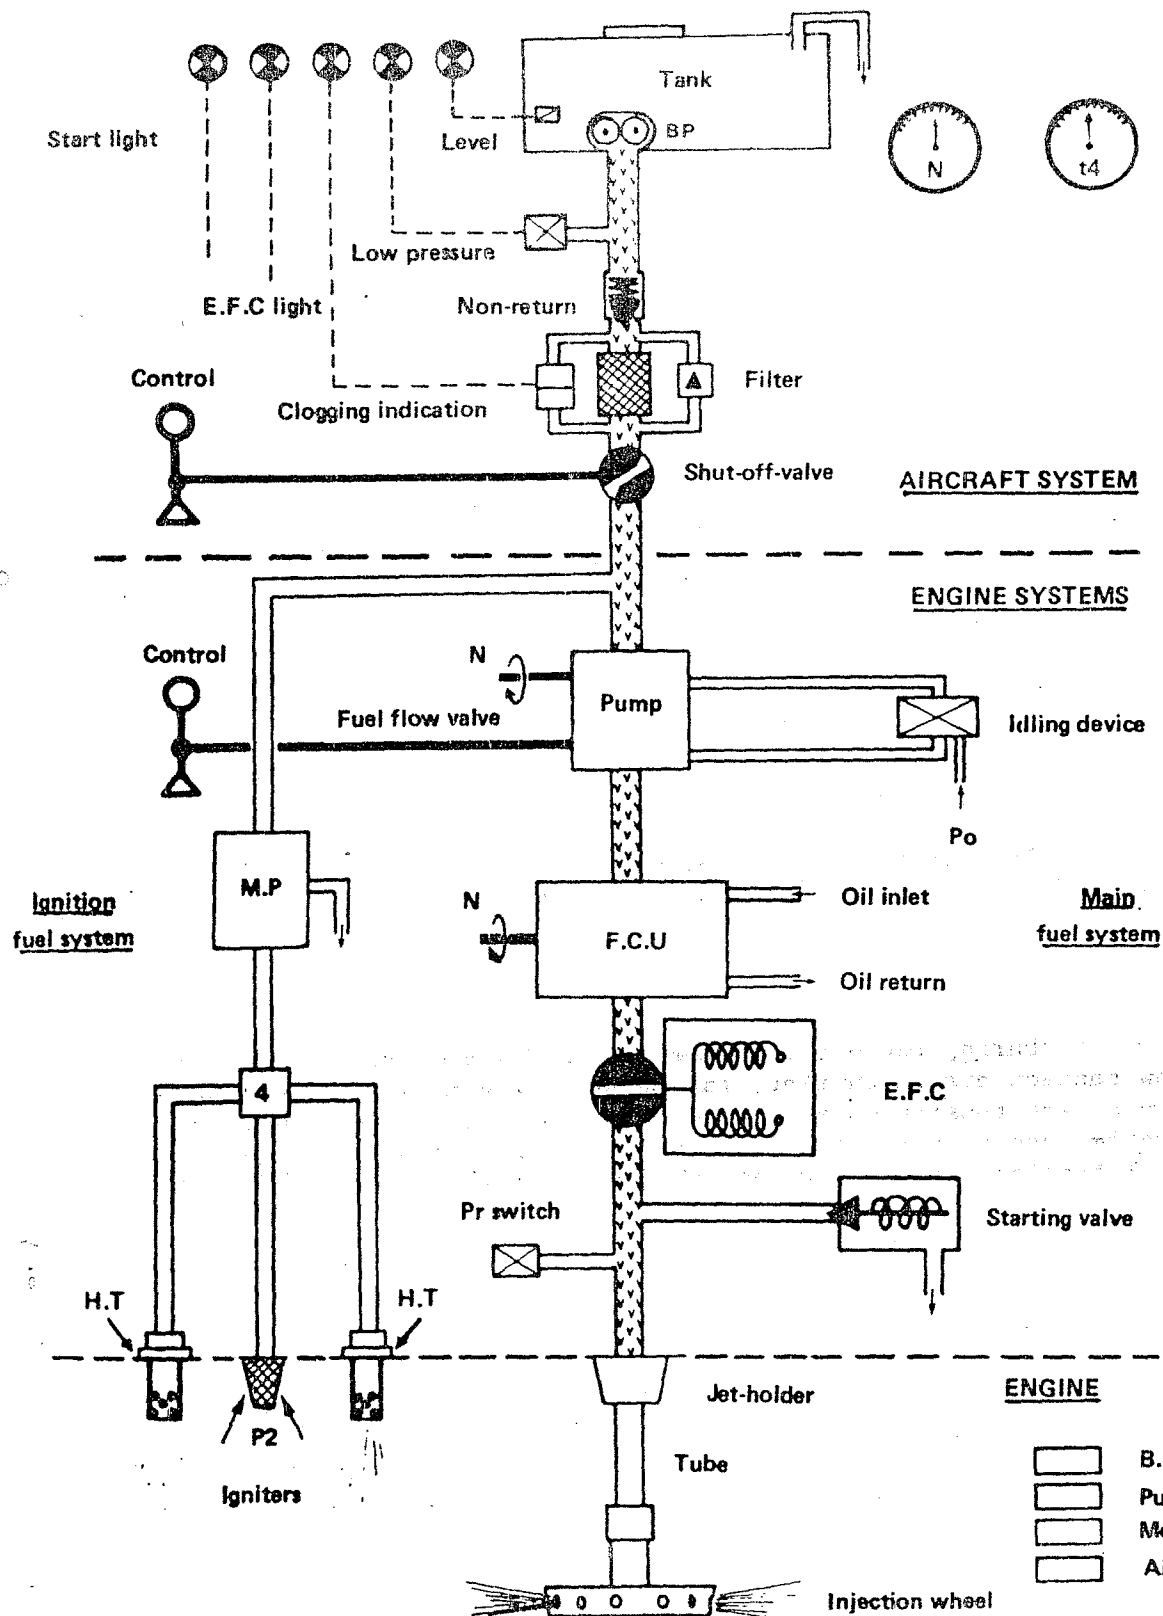 Tank
BP
Start light
Level
N
t4
Low pressure
E.F.C light
Non-return
Control
Filter
Clogging indication
Shut-off-valve
AIRCRAFT SYSTEM
ENGINE SYSTEMS
Control
N
Pump
Fuel flow valve
Idling device
Po
M.P
Ignition
fuel system
N
F.C.U
Oil inlet
Oil return
Main
fuel system
4
E.F.C
Pr switch
Starting valve
H.T
H.T
Jet-holder
ENGINE
P2
Igniters
Tube
B.
Pu
Me
Ai
Injection wheel